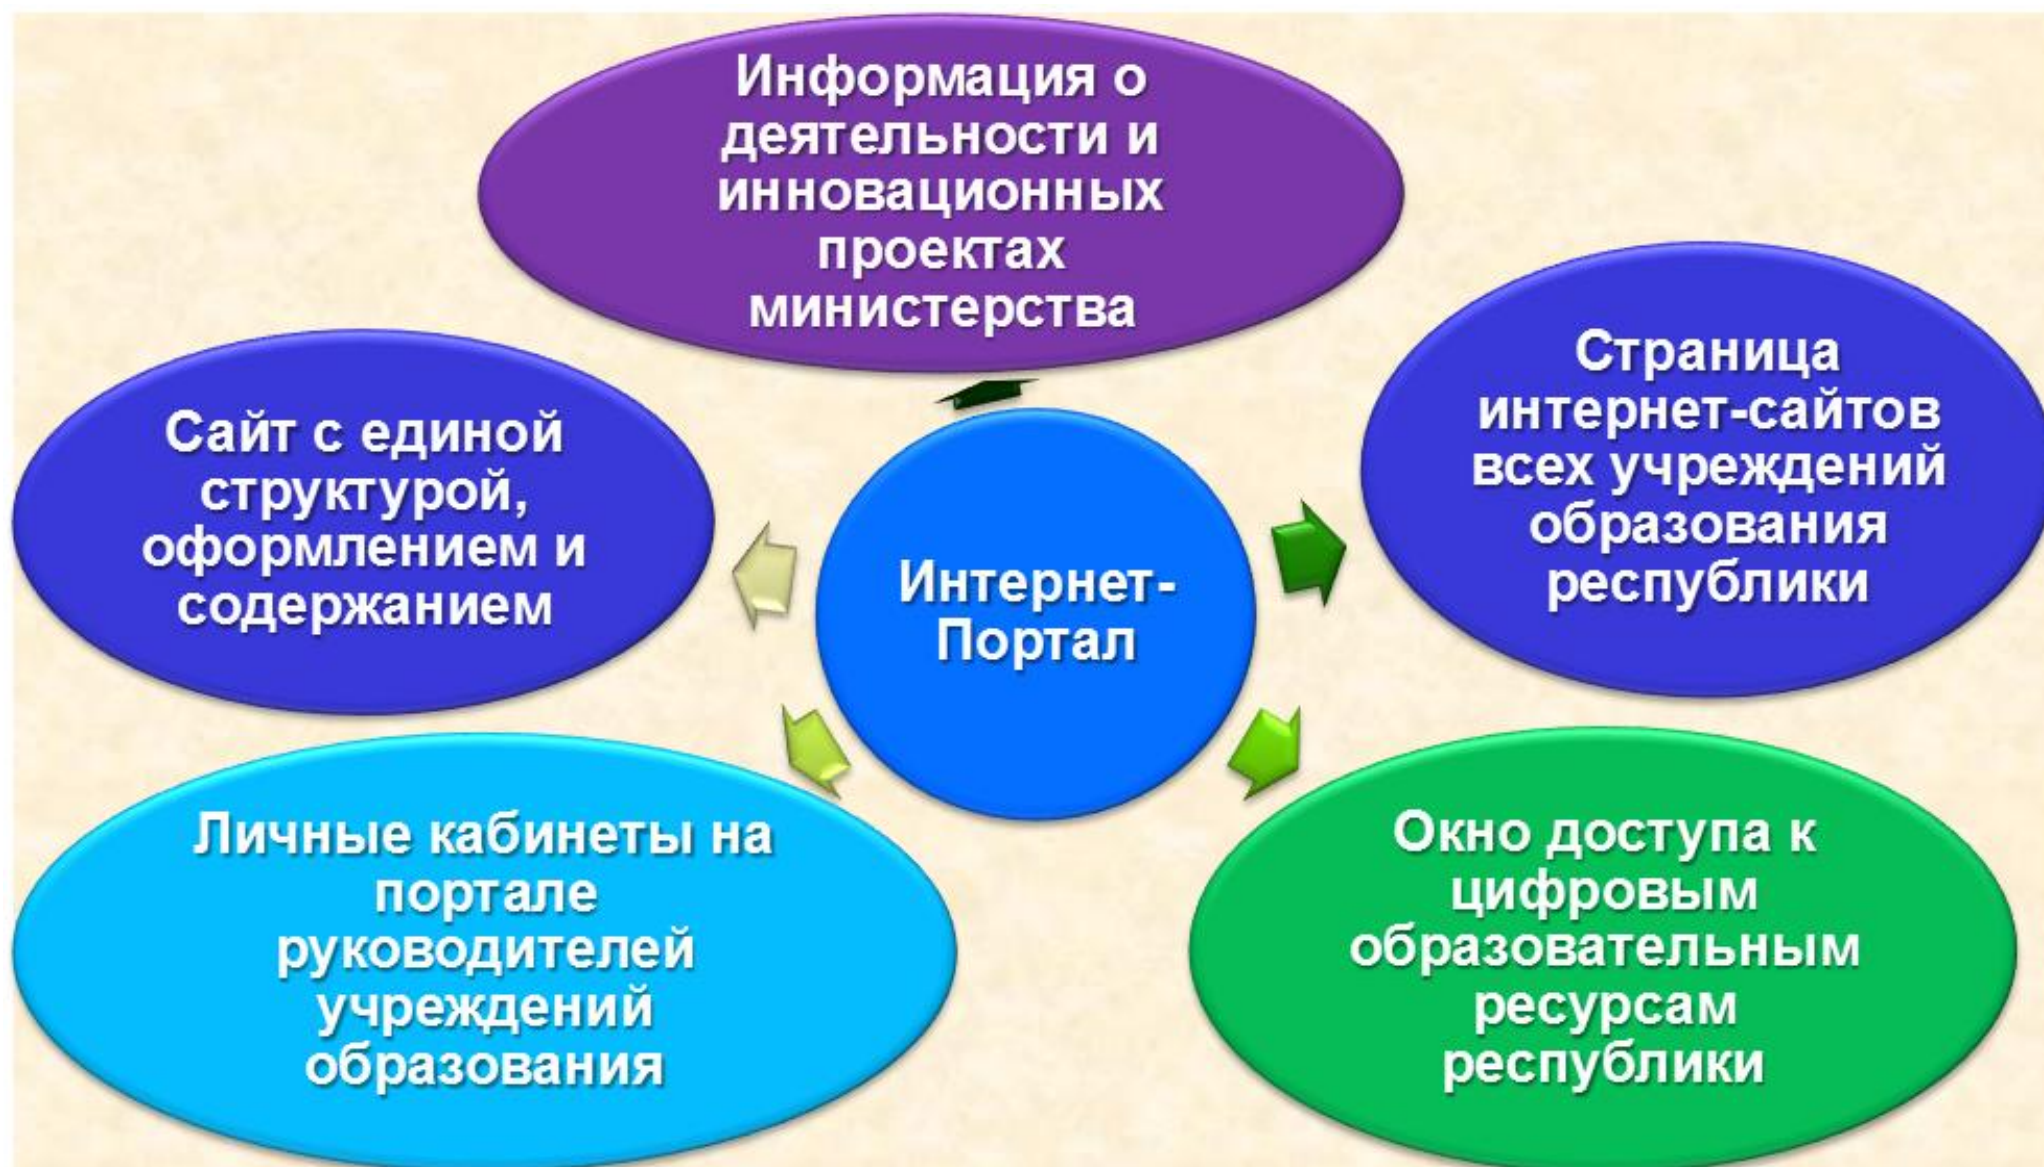 Информация о
деятельности и
инновационных
проектах
министерства
Страница
интернет-сайтов
всех учреждений
образования
республики
Сайт с единой
структурой,
оформлением и
содержанием
Интернет-
Портал
Личные кабинеты на
портале
руководителей
учреждений
образования
Окно доступа к
цифровым
образовательным
ресурсам
республики